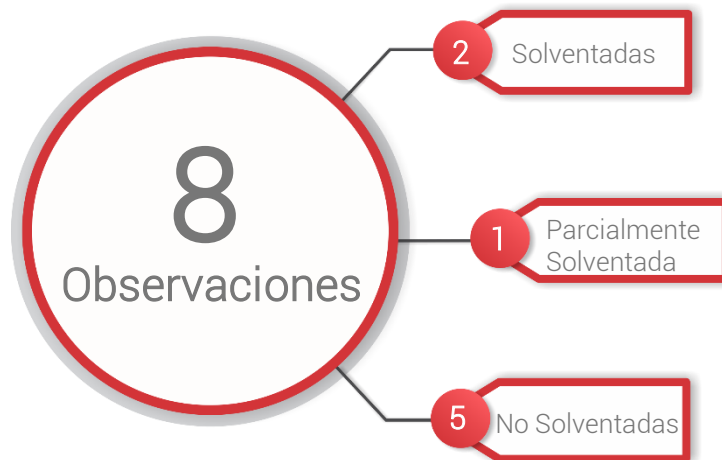 8
Observaciones
2
Solventadas
1
Parcialmente
Solventada
5
No Solventadas